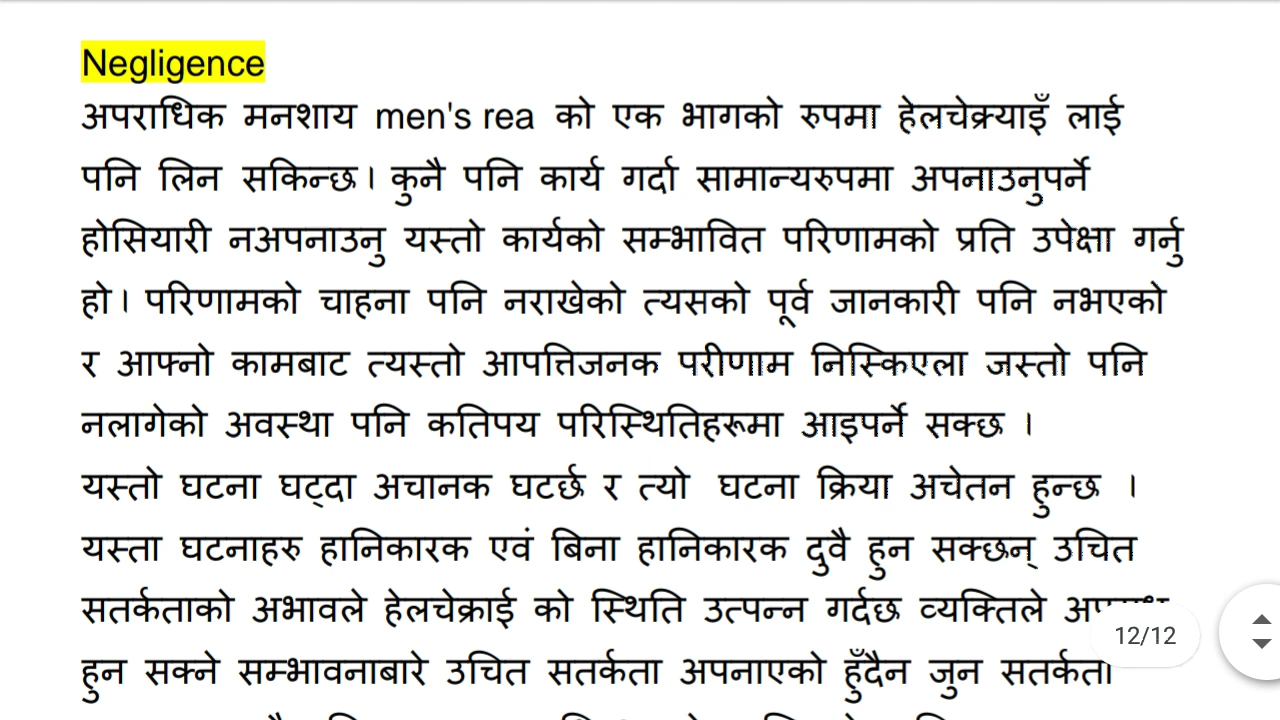 Negligence
अपराधिक मनशाय men's rea को एक भागको रुपमा हेलचेक्र्याइँ लाई
पनि लिन सकिन्छ। कुनै पनि कार्य गर्दा सामान्यरुपमा अपनाउनुपर्ने
होसियारी नअपनाउनु यस्तो कार्यको सम्भावित परिणामको प्रति उपेक्षा गर्नु
हो। परिणामको चाहना पनि नराखेको त्यसको पूर्व जानकारी पनि नभएको
र आफ्नो कामबाट त्यस्तो आपत्तिजनक परीणाम निस्किएला जस्तो पनि
नलागेको अवस्था पनि कतिपय परिस्थितिहरूमा आइपर्ने सक्छ ।
यस्तो घटना घट्दा अचानक घटर्छ र त्यो घटना क्रिया अचेतन हुन्छ ।
यस्ता घटनाहरु हानिकारक एवं बिना हानिकारक दुवै हुन सक्छन् उचित
सतर्कताको अभावले हेलचेक्राई को स्थिति उत्पन्न गर्दछ व्यक्तिले
12/12
हुन सक्ने सम्भावनाबारे उचित सतर्कता अपनाएको हुँदैन जुन सतर्कता